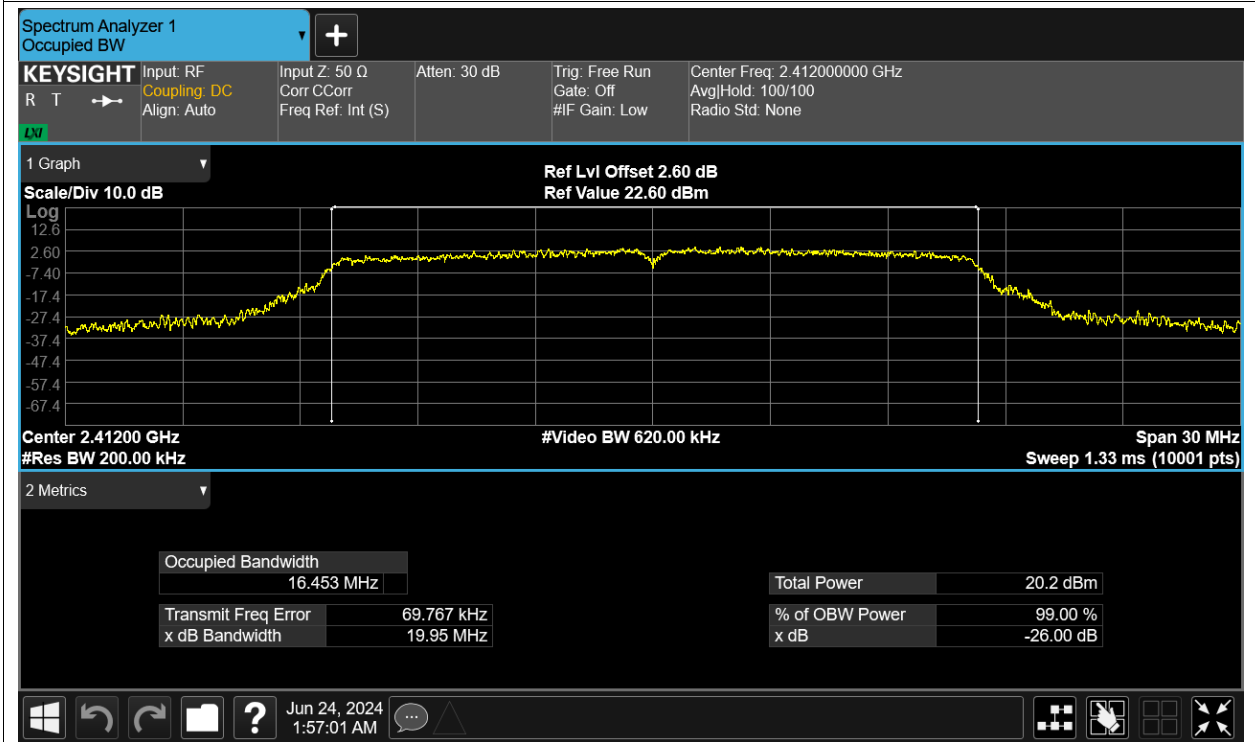 Spectrum Analyzer 1
Occupied BW
KEYSIGHT
R T
LXI
Input: RF
Coupling: DC
Align: Auto
Input Z: 50 Ω
Corr CCorr
Freq Ref: Int (S)
Atten: 30 dB
Trig: Free Run
Gate: Off
#IF Gain: Low
Center Freq: 2.412000000 GHz
Avg|Hold: 100/100
Radio Std: None
1 Graph
Scale/Div 10.0 dB
Ref Lvl Offset 2.60 dB
Ref Value 22.60 dBm
Log
12.6
2.60
-7.40
-17.4
-27.4
-37.4
-47.4
-57.4
-67.4
Center 2.41200 GHz
#Res BW 200.00 kHz
#Video BW 620.00 kHz
Span 30 MHz
Sweep 1.33 ms (10001 pts)
2 Metrics
Occupied Bandwidth
16.453 MHz
Transmit Freq Error 69.767 kHz
x dB Bandwidth 19.95 MHz
Total Power 20.2 dBm
% of OBW Power 99.00 %
x dB -26.00 dB
?
Jun 24, 2024
1:57:01 AM